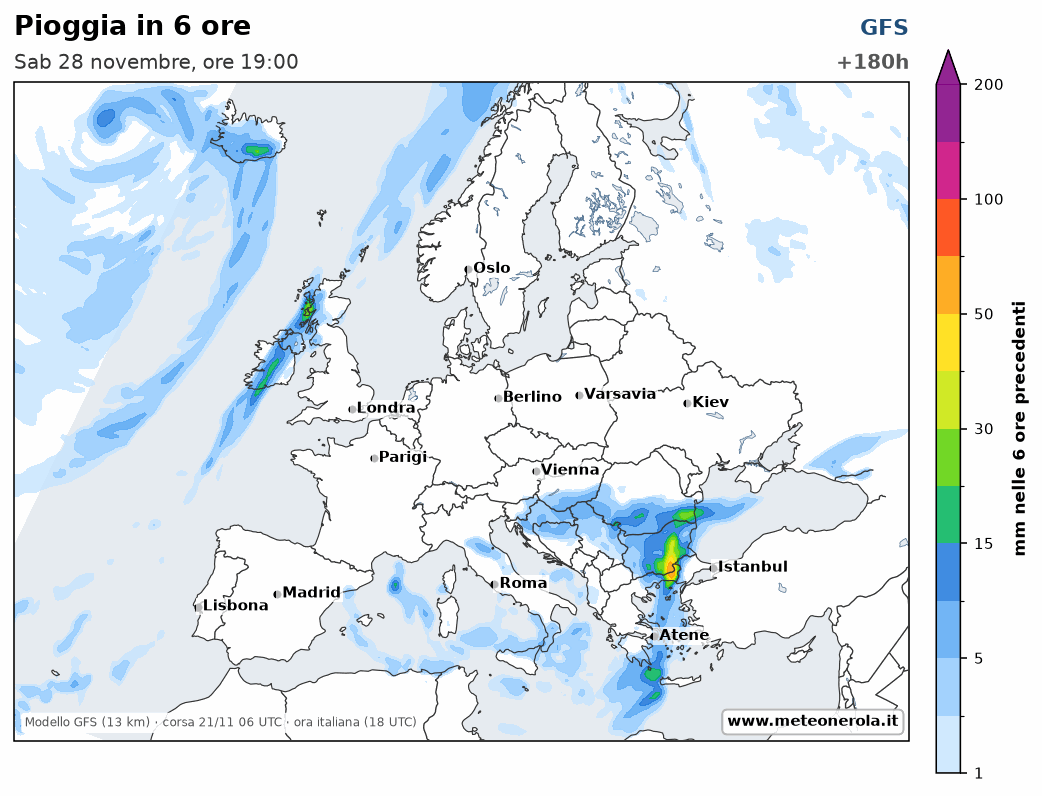 Pioggia in 6 ore
GFS
Sab 28 novembre, ore 19:00
+180h
200
100
50
30
15
5
1
mm nelle 6 ore precedenti
Oslo
Berlino
Varsavia
Kiev
Londra
Parigi
Vienna
Istanbul
Roma
Madrid
Lisbona
Atene
Modello GFS (13 km) · corsa 21/11 06 UTC · ora italiana (18 UTC)
www.meteonerola.it